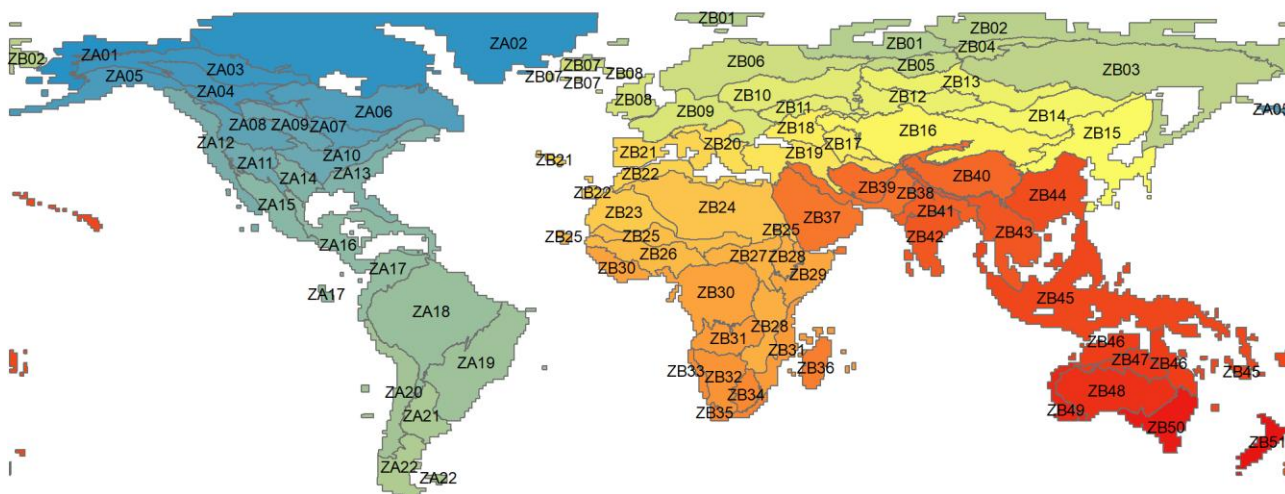 ZB01
ZB02
ZA01
ZA02
ZB01
ZB04
ZB02
ZA03
ZB07
ZB06
ZB05
ZB03
ZA05
ZB07
ZB07
ZB08
ZB13
ZA04
ZB08
ZB10
ZB12
ZA06
ZB09
ZB11
ZB14
ZA03
ZA08
ZA09
ZA07
ZB18
ZB16
ZB15
ZA12
ZB20
ZB17
ZA11
ZA10
ZB21
ZB21
ZB19
ZA14
ZA13
ZB22
ZB40
ZB22
ZB39
ZB38
ZB44
ZA15
ZB23
ZB24
ZB37
ZB41
ZB25
ZB25
ZB25
ZB42
ZB43
ZA16
ZB26
ZB27
ZB28
ZA17
ZB30
ZB29
ZA17
ZB30
ZB45
ZA18
ZB28
ZB31
ZB46
ZB31
ZB47
ZB46
ZA19
ZB33
ZB32
ZB36
ZB45
ZA20
ZB34
ZB48
ZA21
ZB35
ZB49
ZB50
ZB51
ZA22
ZA22